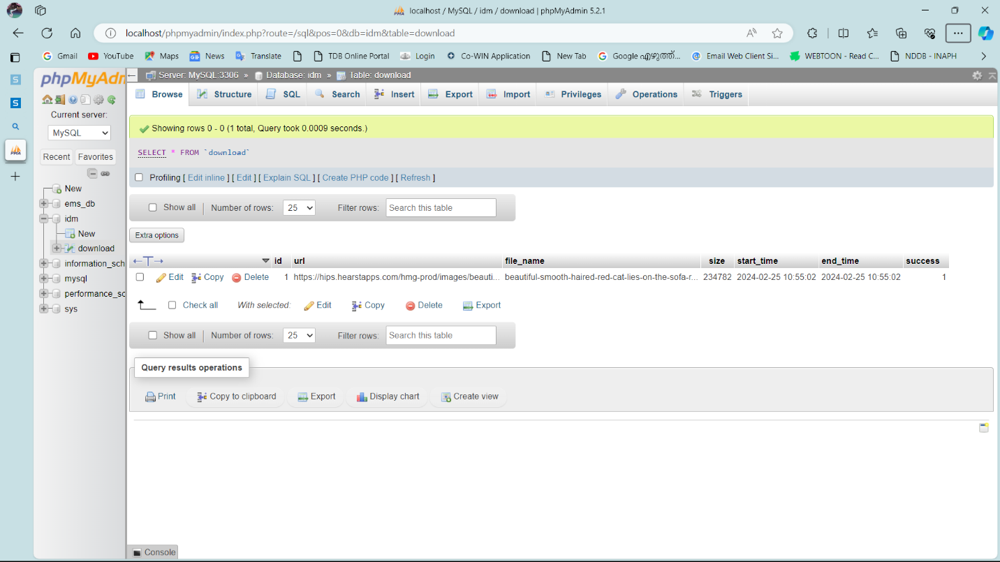 localhost / MySQL / idm / download | phpMyAdmin 5.2.1
localhost/phpmyadmin/index.php?route=/sql&pos=0&db=idm&table=download
Gmail YouTube Maps News Translate TDB Online Portal Login Co-WIN Application New Tab Google എഴുത്ത്... Email Web Client Si... WEBTOON - Read C... NDDB - INAPH
phpMyAdm
Server: MySQL:3306 » Database: idm » Table: download
Browse Structure SQL Search Insert Export Import Privileges Operations Triggers
Current server:
MySQL
Recent Favorites
New
ems_db
idm
New
download
information_sch
mysql
performance_sc
sys
Showing rows 0 - 0 (1 total, Query took 0.0009 seconds.)
SELECT * FROM `download`
Profiling [ Edit inline ] [ Edit ] [ Explain SQL ] [ Create PHP code ] [ Refresh ]
Show all Number of rows: 25 Filter rows: Search this table
Extra options
←T→ id url file_name size start_time end_time success
Edit Copy Delete 1 https://hips.hearstapps.com/hmg-prod/images/beauti... beautiful-smooth-haired-red-cat-lies-on-the-sofa-r... 234782 2024-02-25 10:55:02 2024-02-25 10:55:02 1
Check all With selected: Edit Copy Delete Export
Show all Number of rows: 25 Filter rows: Search this table
Query results operations
Print Copy to clipboard Export Display chart Create view
Console